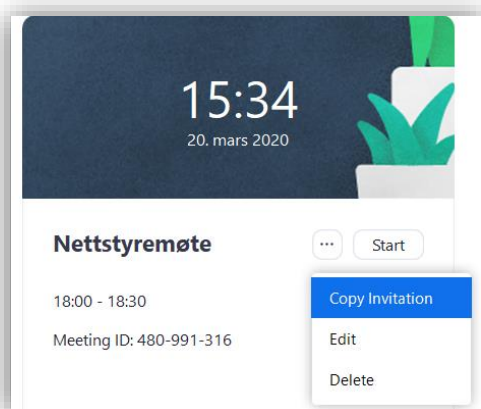 15:34
20. mars 2020
Nettstyremøte
··· Start
18:00 - 18:30
Copy Invitation
Meeting ID: 480-991-316
Edit
Delete